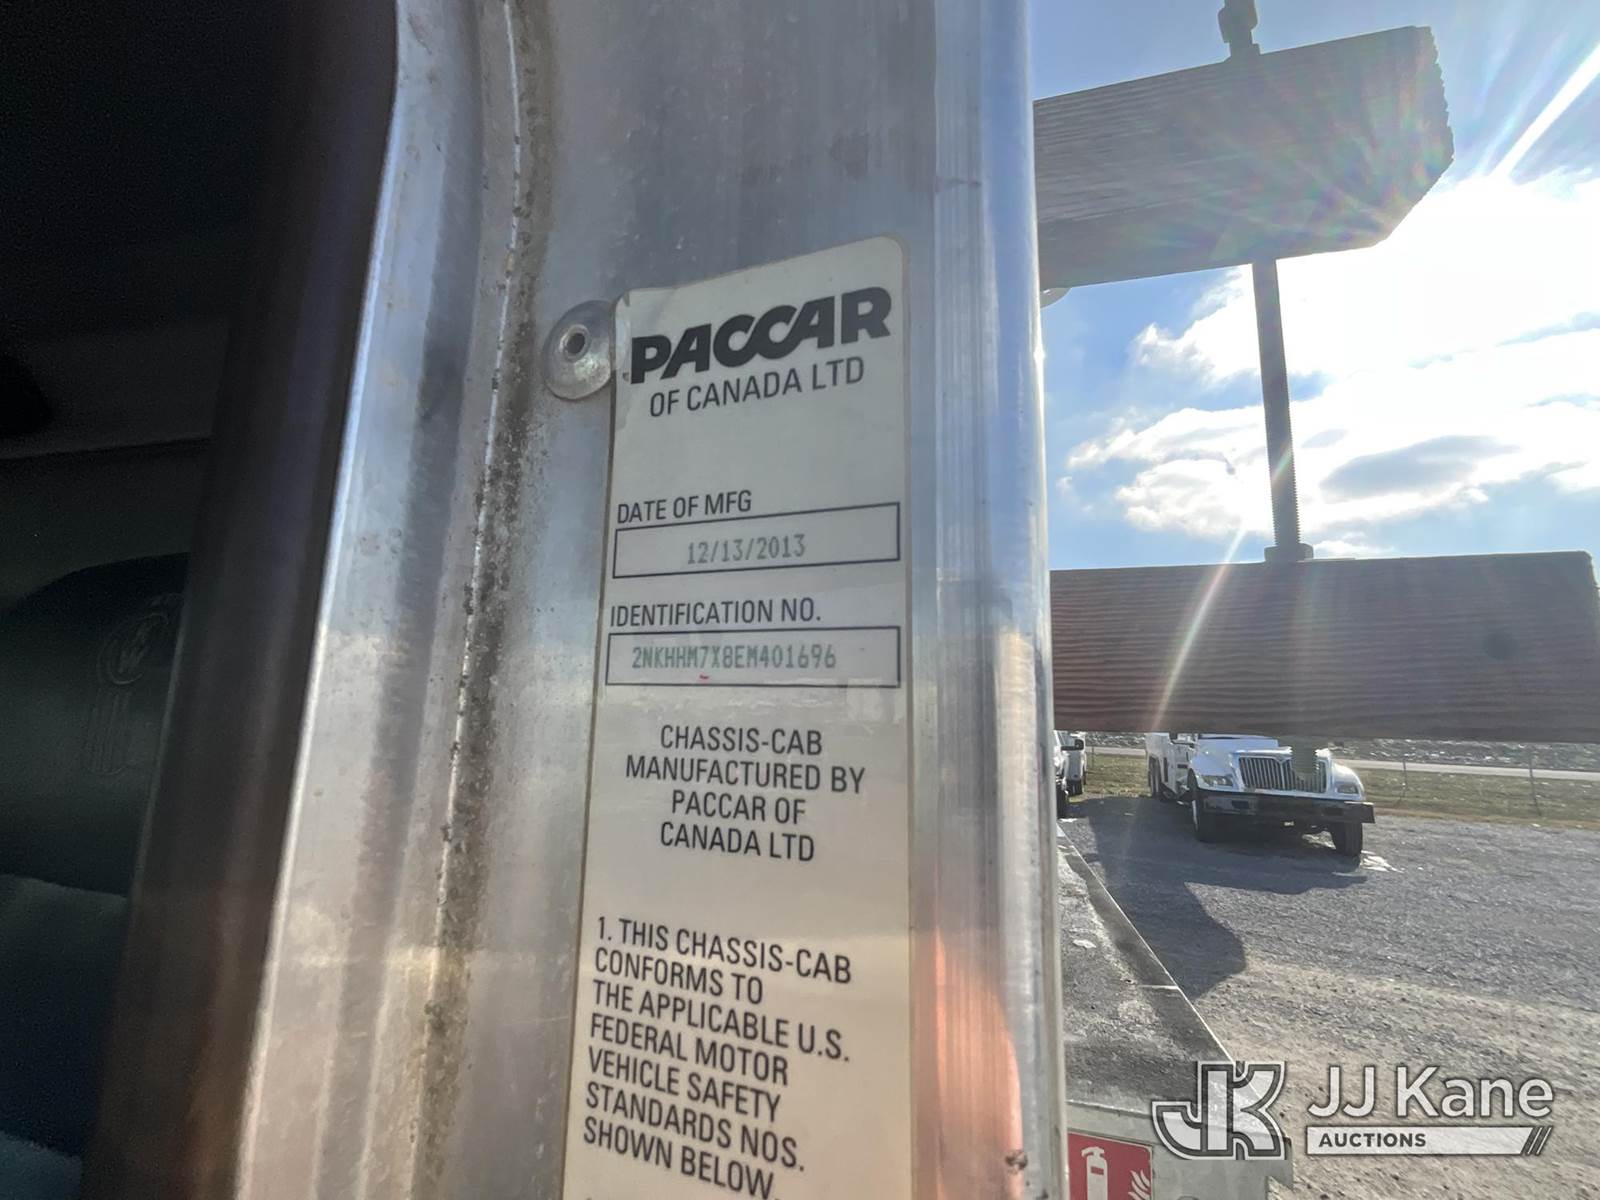 PACCAR
OF CANADA LTD
DATE OF MFG
12/13/2013
IDENTIFICATION NO.
2NKHHM7X8EM401696
CHASSIS-CAB
MANUFACTURED BY
PACCAR OF
CANADA LTD
1. THIS CHASSIS-CAB
CONFORMS TO
THE APPLICABLE U.S.
FEDERAL MOTOR
VEHICLE SAFETY
STANDARDS NOS.
SHOWN BELOW.
JK JJ Kane
AUCTIONS